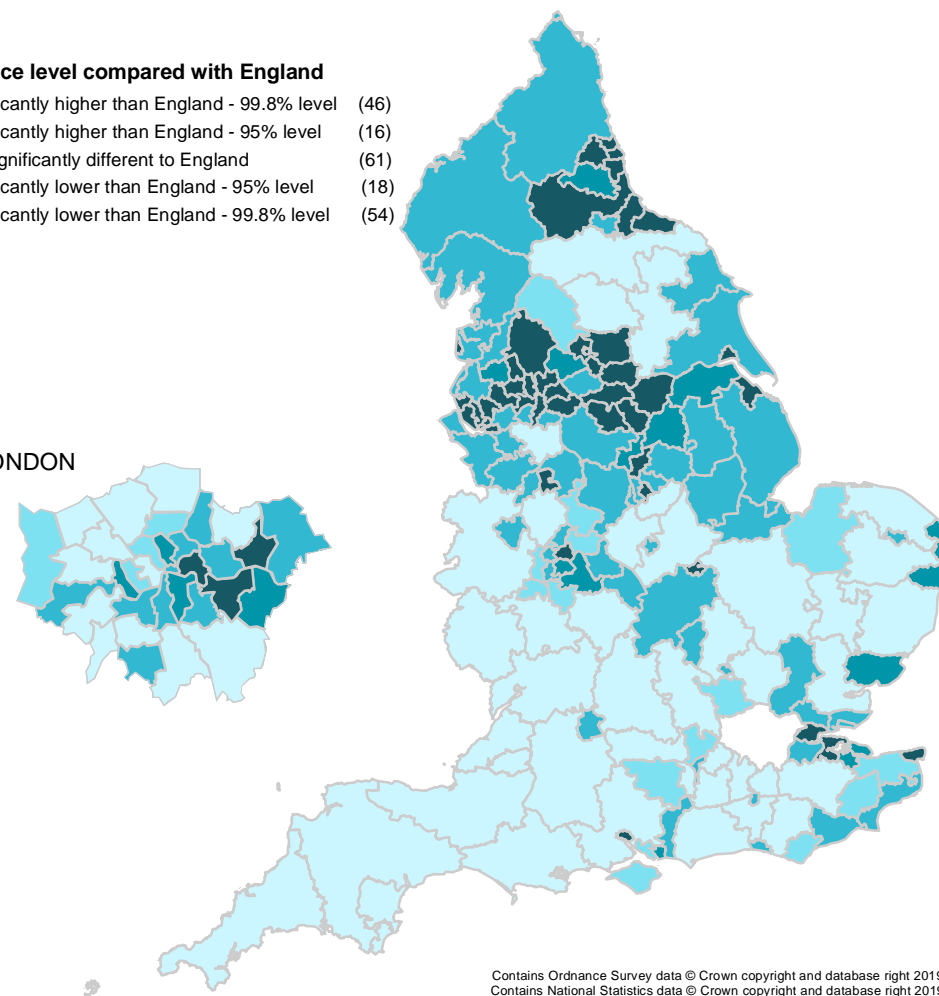 ce level compared with England
cantly higher than England - 99.8% level (46)
cantly higher than England - 95% level (16)
gnificantly different to England (61)
cantly lower than England - 95% level (18)
cantly lower than England - 99.8% level (54)
ONDON
Contains Ordnance Survey data © Crown copyright and database right 2019
Contains National Statistics data © Crown copyright and database right 2019